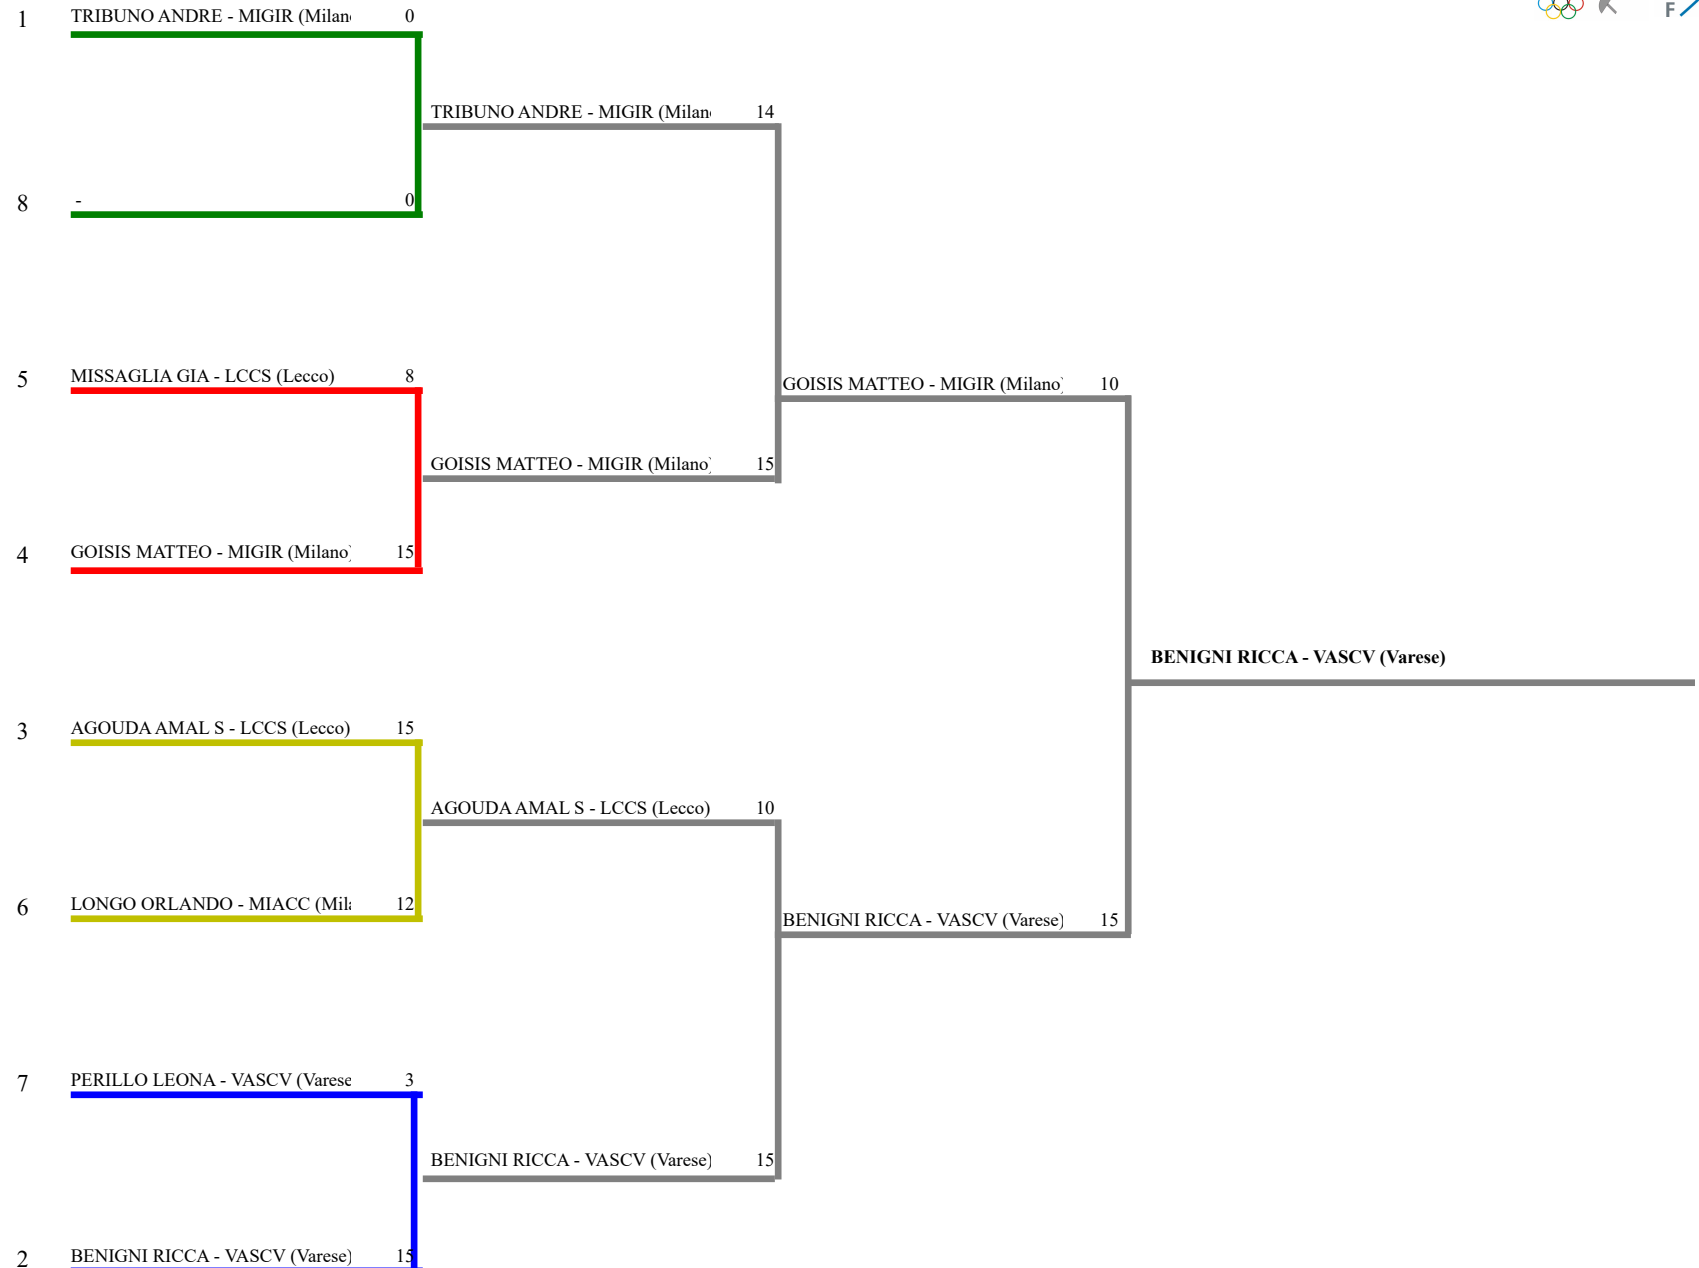 1 TRIBUNO ANDRE - MIGIR (Milan 0
F
TRIBUNO ANDRE - MIGIR (Milan 14
8 - 0
5 MISSAGLIA GIA - LCCS (Lecco) 8
GOISIS MATTEO - MIGIR (Milano) 10
GOISIS MATTEO - MIGIR (Milano) 15
4 GOISIS MATTEO - MIGIR (Milano) 15
BENIGNI RICCA - VASCV (Varese)
3 AGOUDA AMAL S - LCCS (Lecco) 15
AGOUDA AMAL S - LCCS (Lecco) 10
6 LONGO ORLANDO - MIACC (Mila 12
BENIGNI RICCA - VASCV (Varese) 15
7 PERILLO LEONA - VASCV (Varese 3
BENIGNI RICCA - VASCV (Varese) 15
2 BENIGNI RICCA - VASCV (Varese) 15